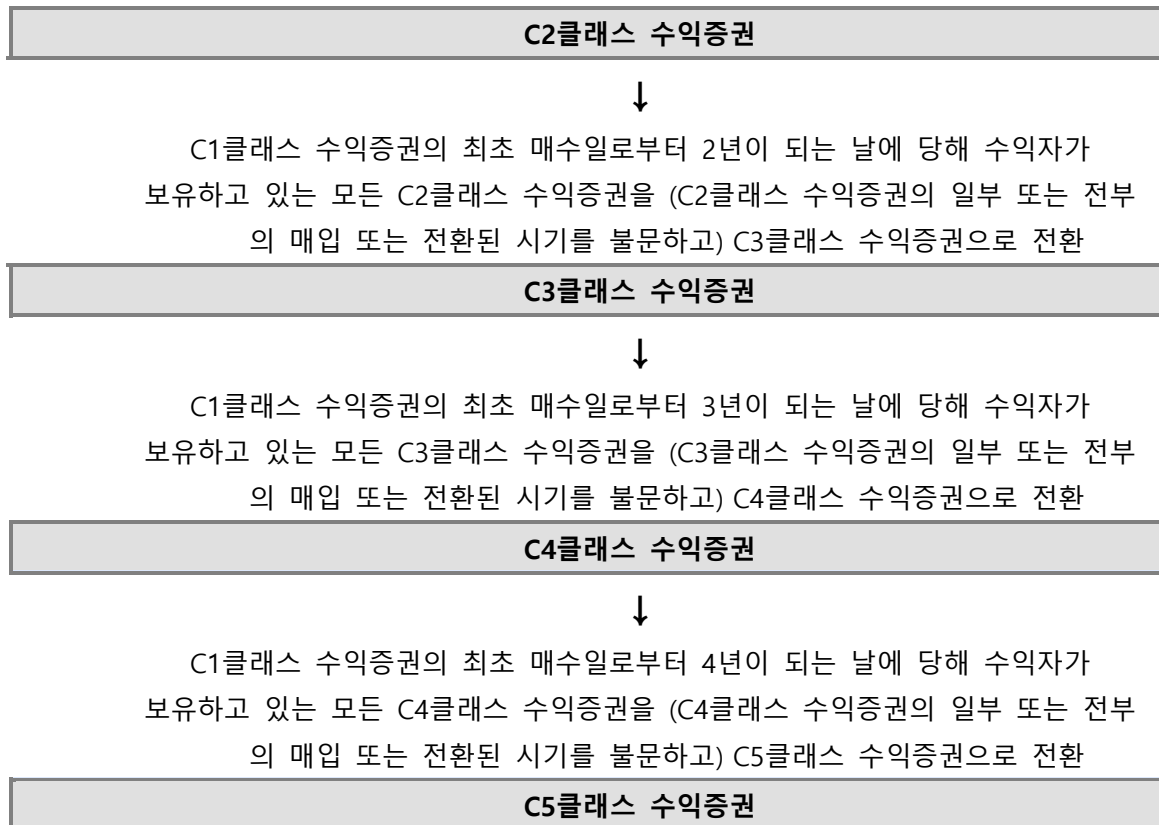 C2클래스 수익증권
↓
C1클래스 수익증권의 최초 매수일로부터 2년이 되는 날에 당해 수익자가
보유하고 있는 모든 C2클래스 수익증권을 (C2클래스 수익증권의 일부 또는 전부
의 매입 또는 전환된 시기를 불문하고) C3클래스 수익증권으로 전환
C3클래스 수익증권
↓
C1클래스 수익증권의 최초 매수일로부터 3년이 되는 날에 당해 수익자가
보유하고 있는 모든 C3클래스 수익증권을 (C3클래스 수익증권의 일부 또는 전부
의 매입 또는 전환된 시기를 불문하고) C4클래스 수익증권으로 전환
C4클래스 수익증권
↓
C1클래스 수익증권의 최초 매수일로부터 4년이 되는 날에 당해 수익자가
보유하고 있는 모든 C4클래스 수익증권을 (C4클래스 수익증권의 일부 또는 전부
의 매입 또는 전환된 시기를 불문하고) C5클래스 수익증권으로 전환
C5클래스 수익증권